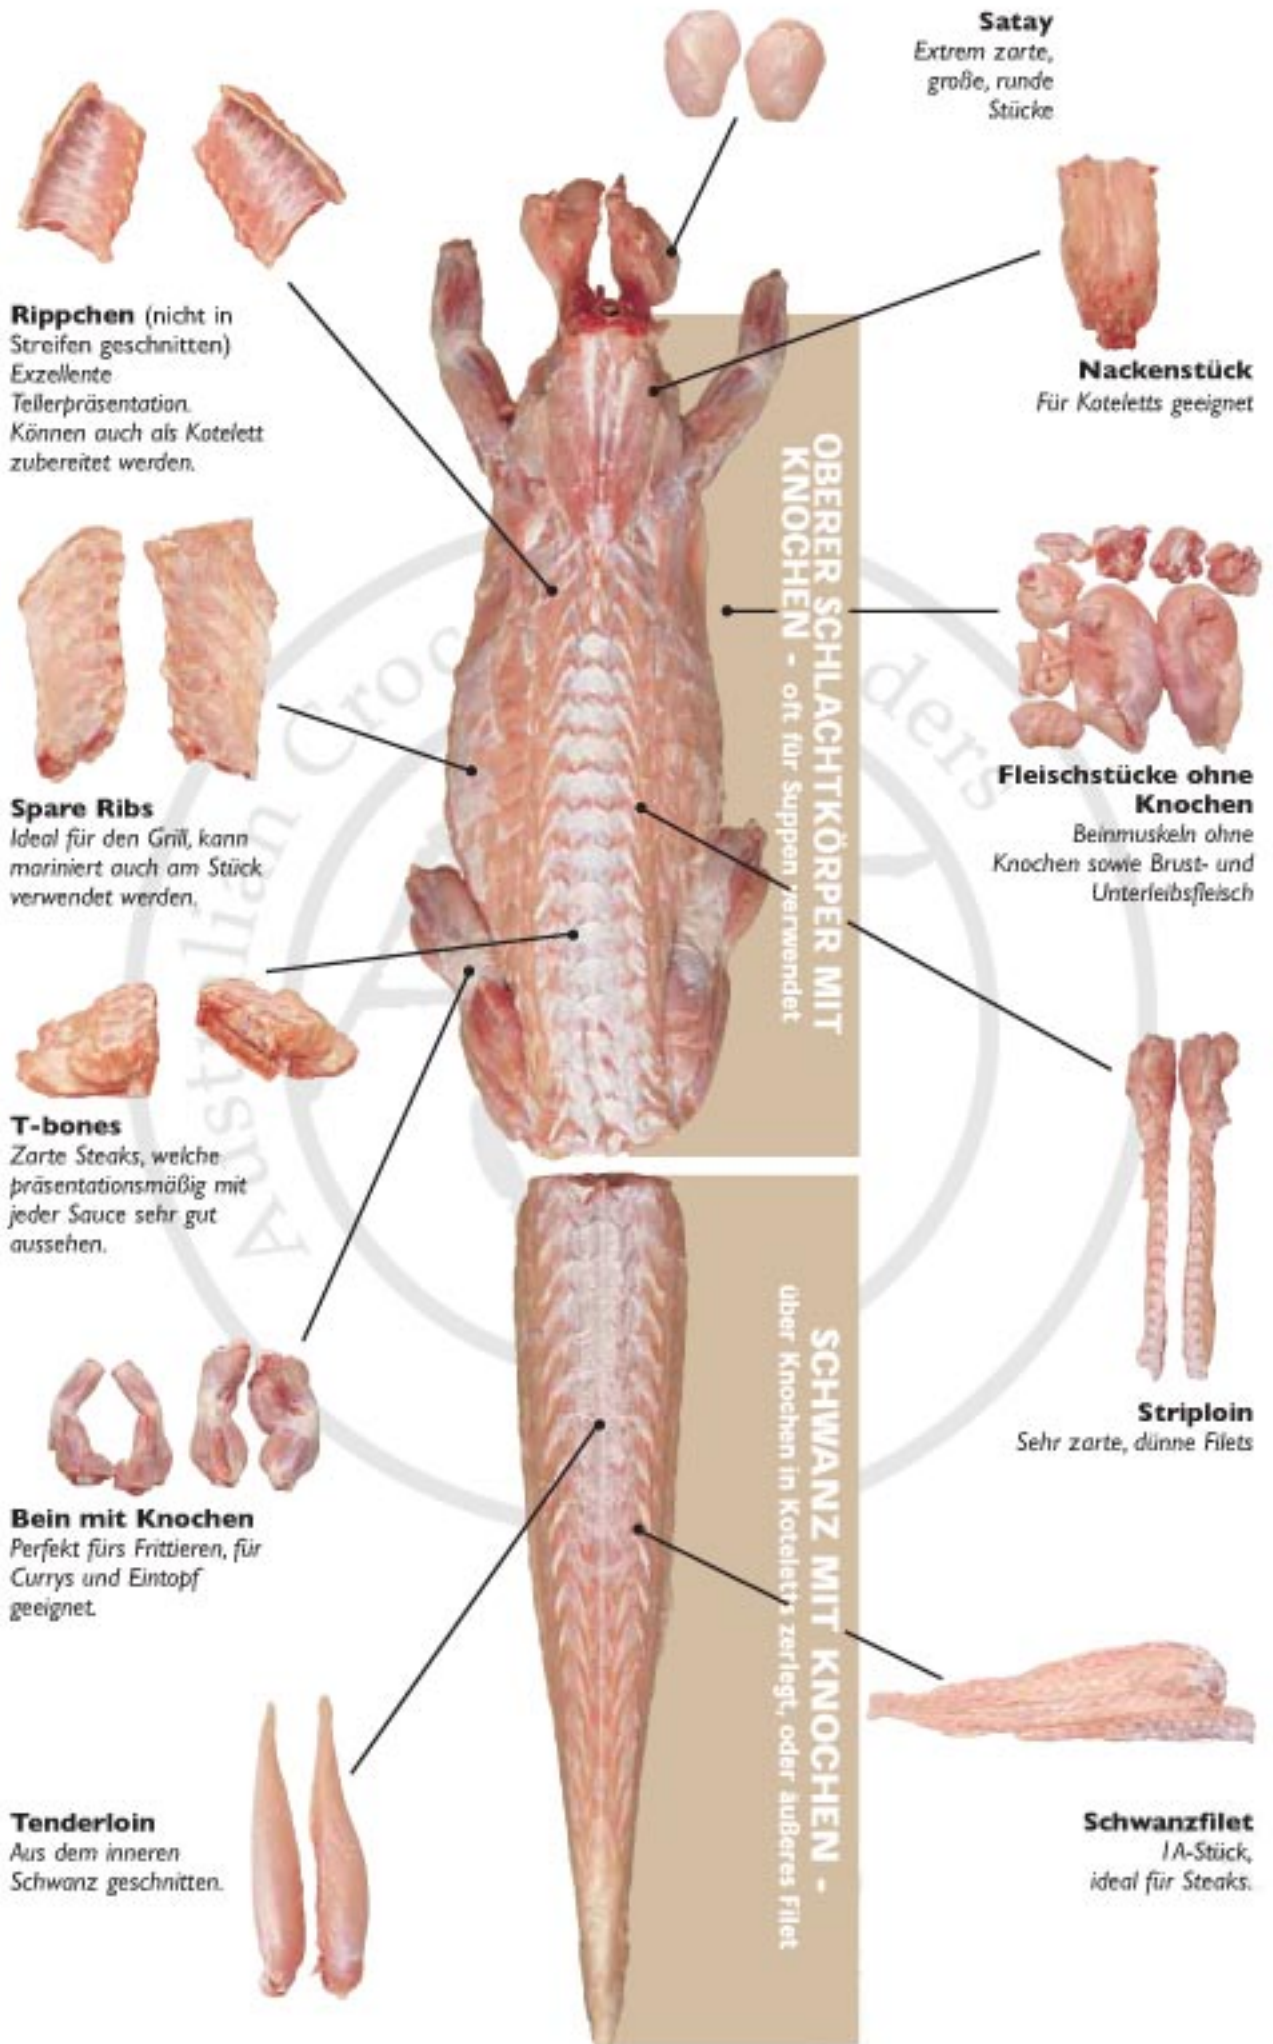 Satay
Extrem zarte,
große, runde
Stücke
Rippchen (nicht in
Streifen geschnitten)
Exzellente
Tellerpräsentation.
Können auch als Kotelett
zubereitet werden.
Nackenstück
Für Koteletts geeignet
OBERER SCHLACHTKÖRPER MIT
KNOCHEN - oft für Suppen verwendet
Spare Ribs
Ideal für den Grill, kann
mariniert auch am Stück
verwendet werden.
Fleischstücke ohne
Knochen
Beinmuskeln ohne
Knochen sowie Brust- und
Unterleibsfleisch
T-bones
Zarte Steaks, welche
präsentationsmäßig mit
jeder Sauce sehr gut
aussehen.
Striploin
Sehr zarte, dünne Filets
Bein mit Knochen
Perfekt fürs Frittieren, für
Currys und Eintopf
geeignet.
SCHWANZ MIT KNOCHEN -
über Knochen in Koteletts zerlegt, oder äußeres Filet
Tenderloin
Aus dem inneren
Schwanz geschnitten.
Schwanzfilet
1A-Stück,
ideal für Steaks.
Australian Croc
ders